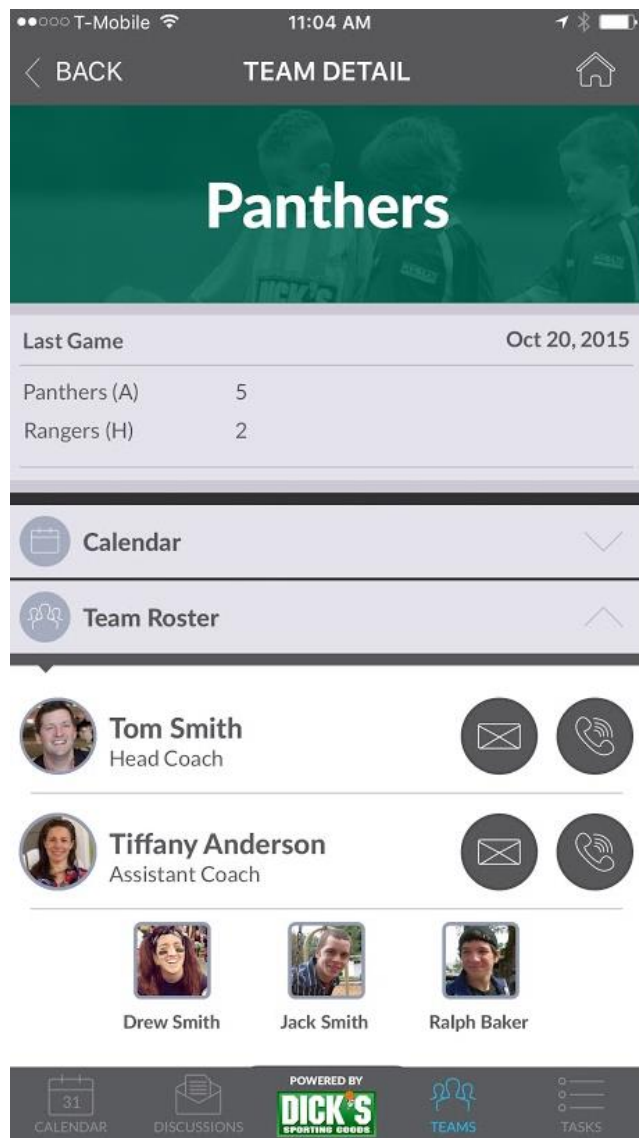 T-Mobile 11:04 AM
BACK TEAM DETAIL
Panthers
DICK'S
Last Game Oct 20, 2015
Panthers (A) 5
Rangers (H) 2
Calendar
Team Roster
Tom Smith
Head Coach
Tiffany Anderson
Assistant Coach
Drew Smith Jack Smith Ralph Baker
POWERED BY
31 DICK'S
SPORTING GOODS
CALENDAR DISCUSSIONS TEAMS TASKS